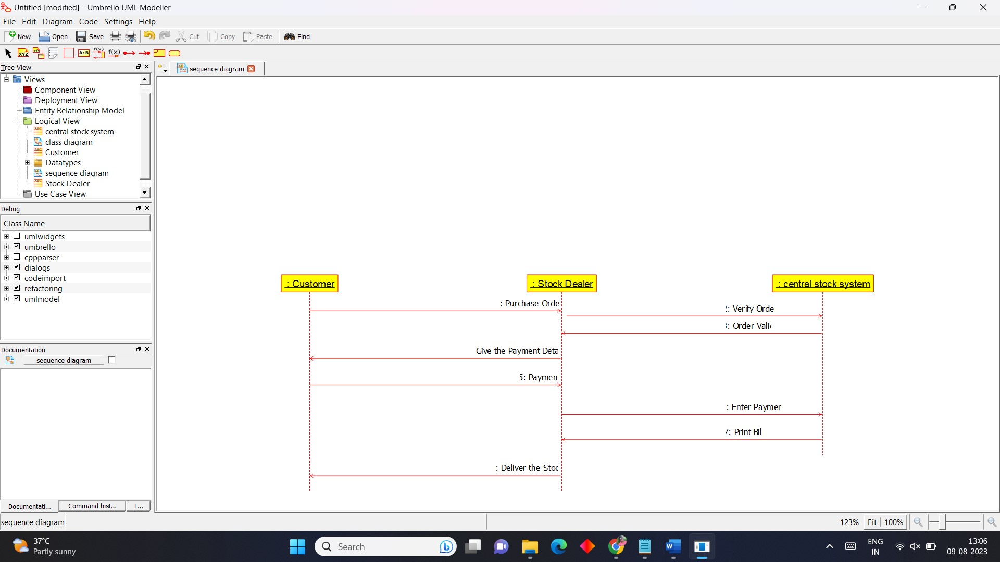 Untitled [modified] – Umbrello UML Modeller
File Edit Diagram Code Settings Help
New Open Save Cut Copy Paste Find
XYZ XYZ A:B f(x) f(x)
Tree View
sequence diagram
Views
Component View
Deployment View
Entity Relationship Model
Logical View
central stock system
class diagram
Customer
Datatypes
sequence diagram
Stock Dealer
Use Case View
Debug
Class Name
umlwidgets
umbrello
cppparser
dialogs
codeimport
refactoring
umlmodel
Documentation
sequence diagram
Documentati... Command hist... L...
: Customer
: Stock Dealer
: central stock system
: Purchase Orde
: Verify Orde
: Order Valid
Give the Payment Deta
5: Payment
: Enter Paymer
7: Print Bil
: Deliver the Stoc
sequence diagram
123% Fit 100%
37°C
Partly sunny
Search
ENG
IN
13:06
09-08-2023